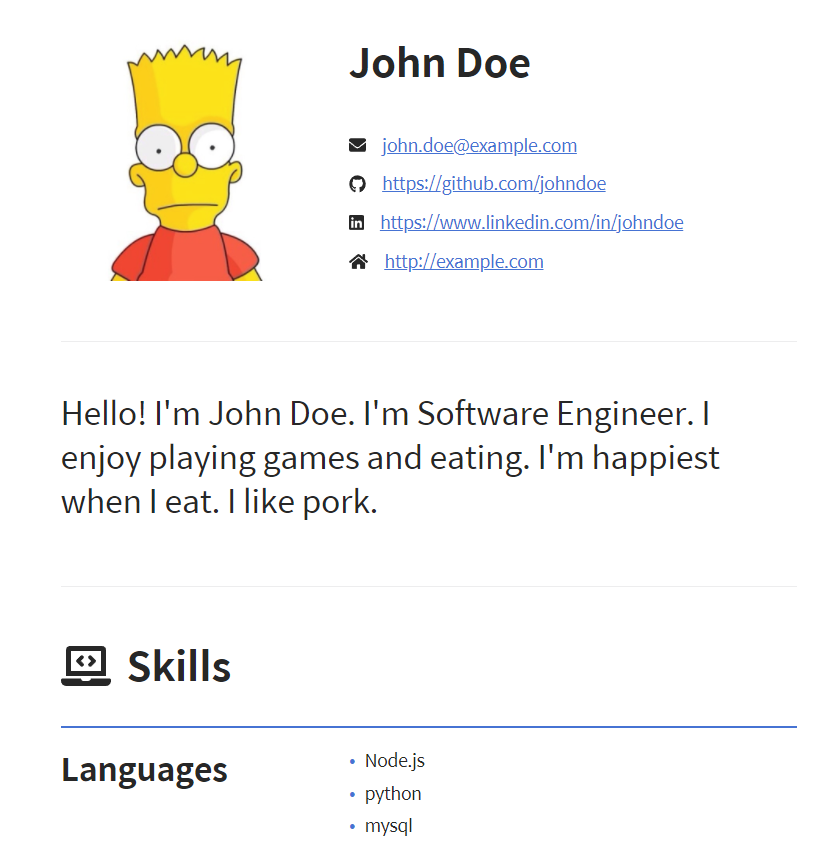 John Doe
john.doe@example.com
https://github.com/johndoe
https://www.linkedin.com/in/johndoe
http://example.com
Hello! I'm John Doe. I'm Software Engineer. I
enjoy playing games and eating. I'm happiest
when I eat. I like pork.
Skills
Languages
• Node.js
• python
• mysql